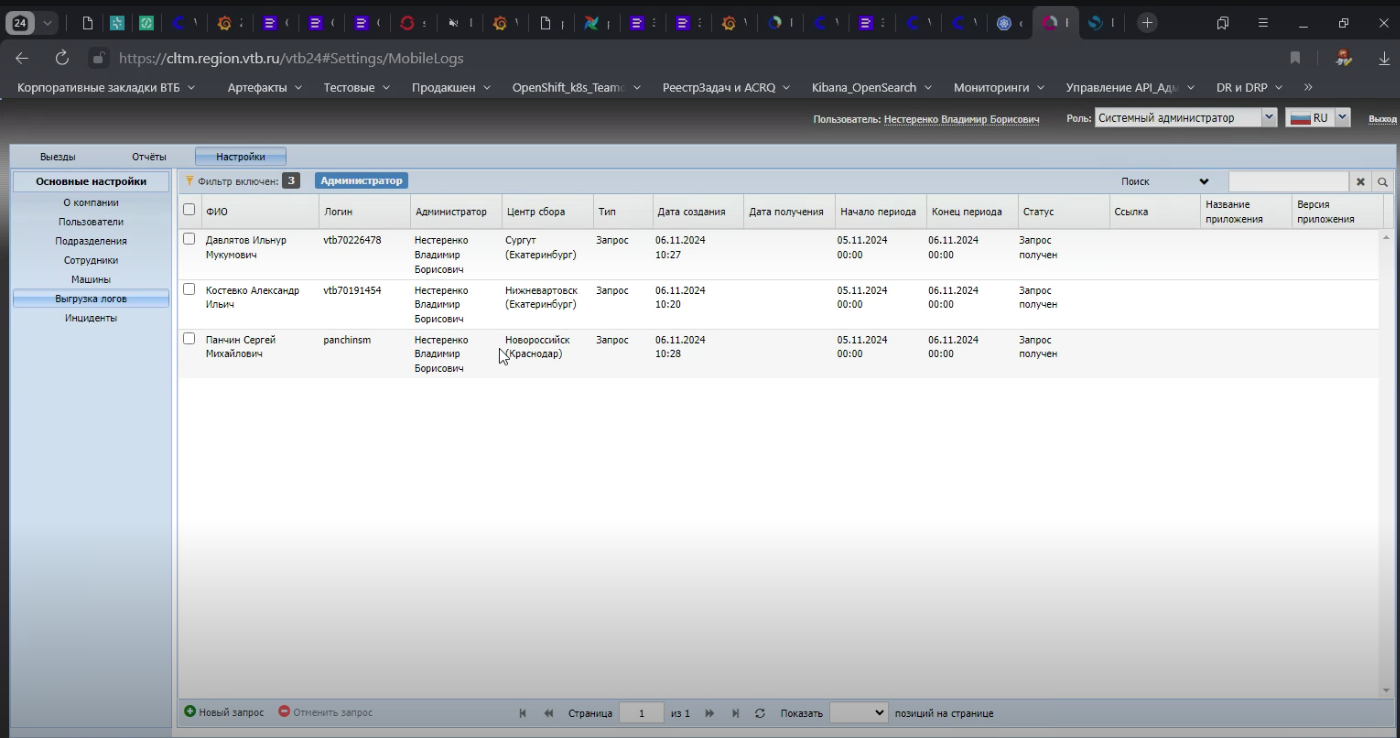 24
https://cltm.region.vtb.ru/vtb24#Settings/MobileLogs
Корпоративные закладки ВТБ Артефакты Тестовые Продакшен OpenShift_k8s_Teamc РеестрЗадач и ACRQ Kibana_OpenSearch Мониторинги Управление API_Ад DR и DRP »
Пользователь: Нестеренко Владимир Борисович Роль: Системный администратор RU Выход
Выезды Отчёты Настройки
Основные настройки
О компании
Пользователи
Подразделения
Сотрудники
Машины
Выгрузка логов
Инциденты
Фильтр включен: 3 Администратор Поиск
ФИО Логин Администратор Центр сбора Тип Дата создания Дата получения Начало периода Конец периода Статус Ссылка Название приложения Версия приложения
Давлятов Ильнур vtb70226478 Нестеренко Сургут Запрос 06.11.2024 05.11.2024 06.11.2024 Запрос
Мукумович Владимир (Екатеринбург) 10:27 00:00 00:00 получен
Борисович
Костевко Александр vtb70191454 Нестеренко Нижневартовск Запрос 06.11.2024 05.11.2024 06.11.2024 Запрос
Ильич Владимир (Екатеринбург) 10:20 00:00 00:00 получен
Борисович
Панчин Сергей panchinsm Нестеренко Новороссийск Запрос 06.11.2024 05.11.2024 06.11.2024 Запрос
Михайлович Владимир (Краснодар) 10:28 00:00 00:00 получен
Борисович
Новый запрос Отменить запрос Страница 1 из 1 Показать позиций на странице